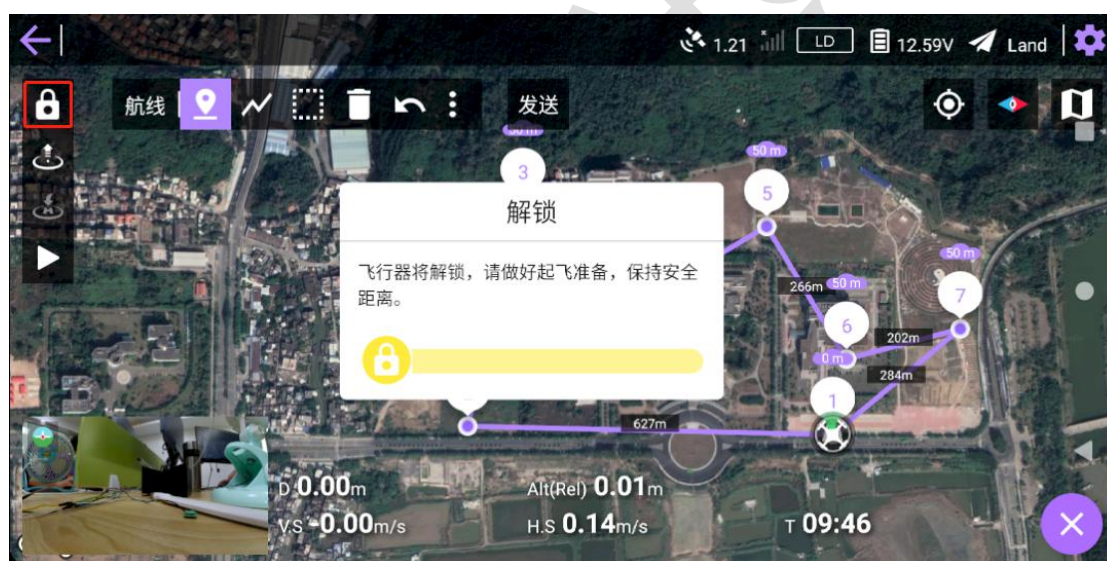 1.21 LD 12.59V Land
航线 发送
50 m
3
50 m
5
解锁
飞行器将解锁，请做好起飞准备，保持安全
距离。
50 m
7
266m 50 m
6
202m
0 m
284m
1
627m
D 0.00m Alt(Rel) 0.01m
V.S -0.00m/s H.S 0.14m/s T 09:46